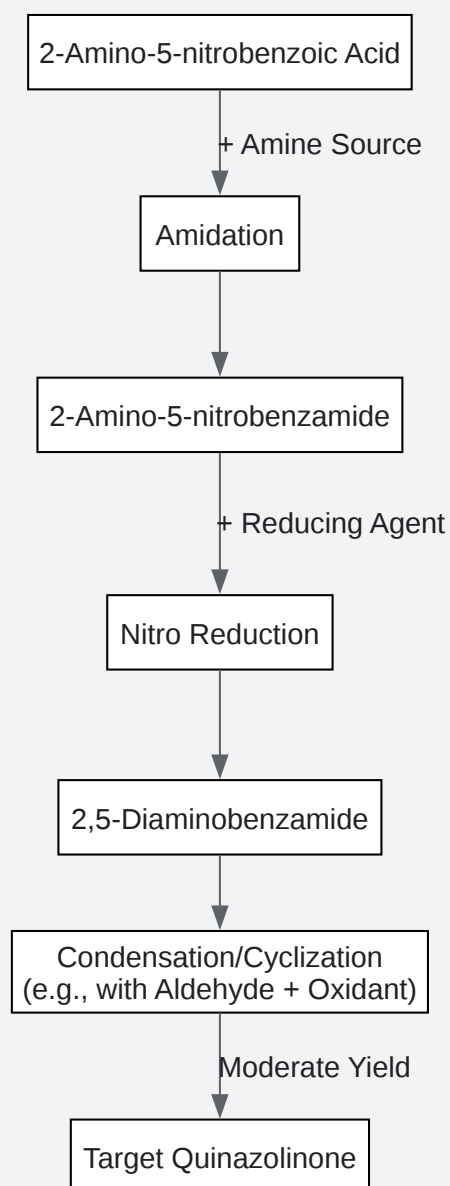 2-Amino-5-nitrobenzoic Acid
+ Amine Source
Amidation
2-Amino-5-nitrobenzamide
+ Reducing Agent
Nitro Reduction
2,5-Diaminobenzamide
Condensation/Cyclization
(e.g., with Aldehyde + Oxidant)
Moderate Yield
Target Quinazolinone